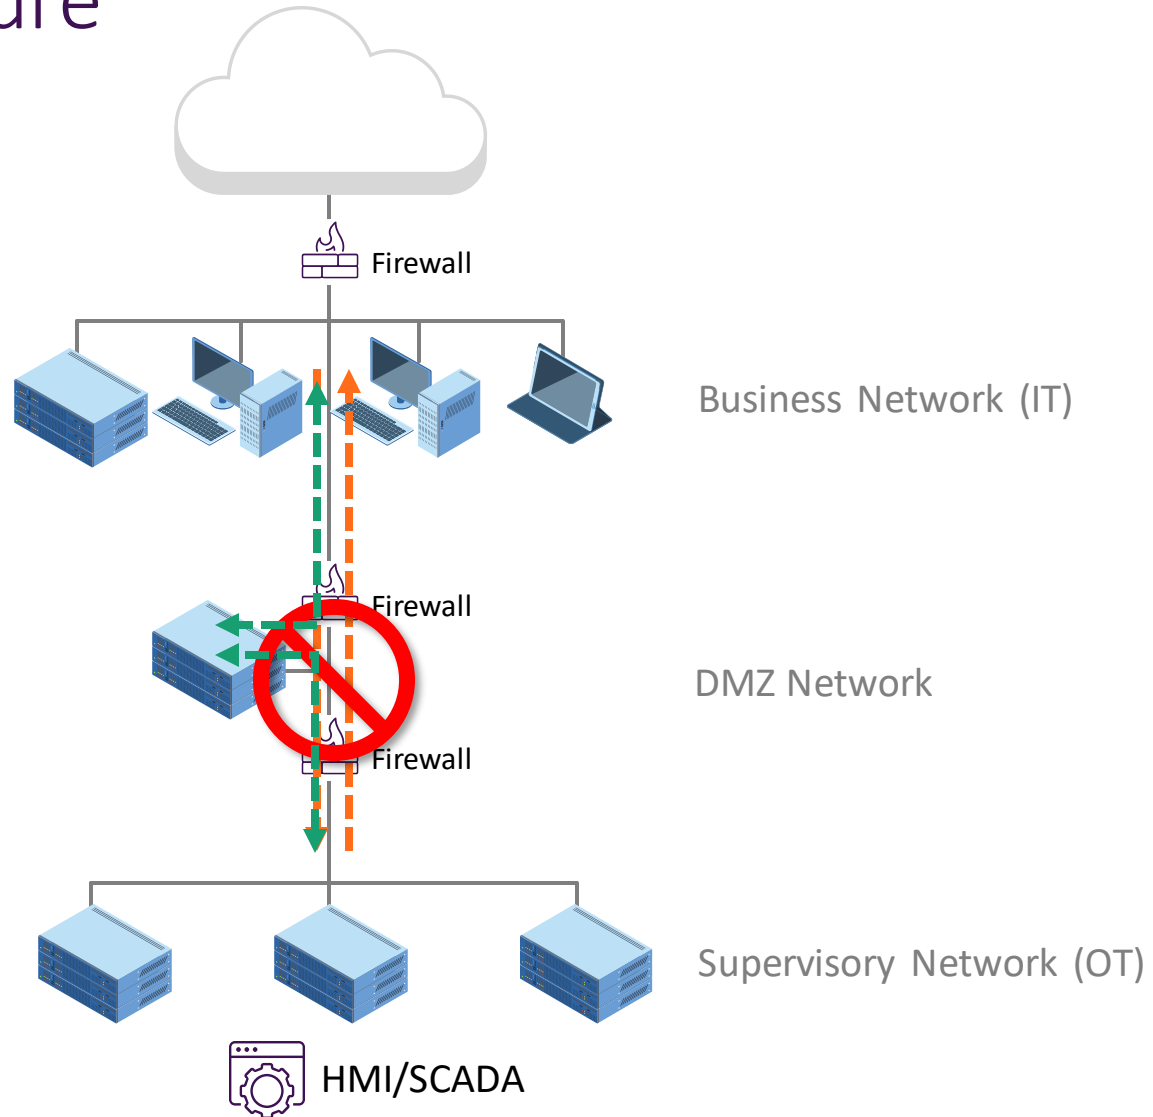 ure
Firewall
Business Network (IT)
Firewall
DMZ Network
Firewall
Supervisory Network (OT)
HMI/SCADA